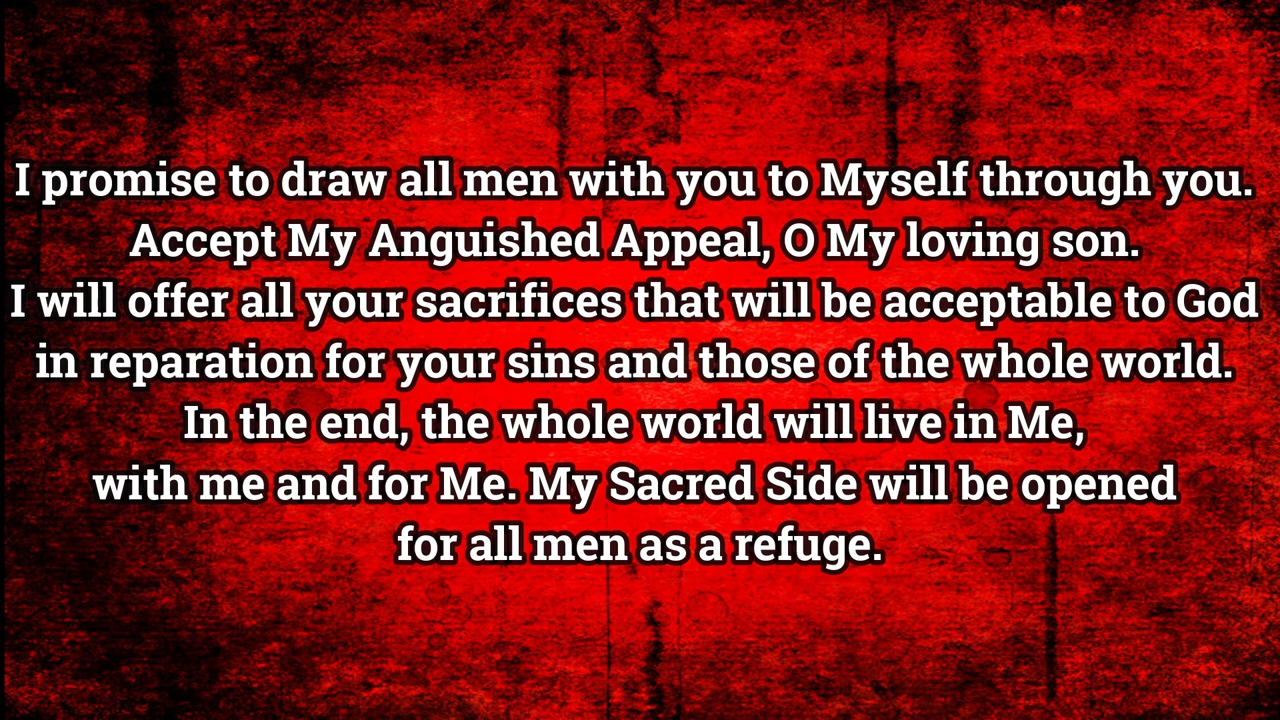 I promise to draw all men with you to Myself through you.
Accept My Anguished Appeal, O My loving son.
I will offer all your sacrifices that will be acceptable to God
in reparation for your sins and those of the whole world.
In the end, the whole world will live in Me,
with me and for Me. My Sacred Side will be opened
for all men as a refuge.